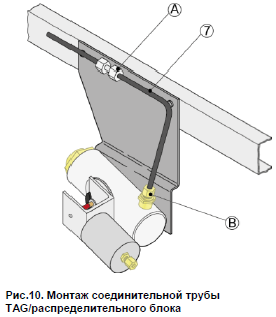 A
7
B
Рис.10. Монтаж соединительной трубы
TAG/распределительного блока